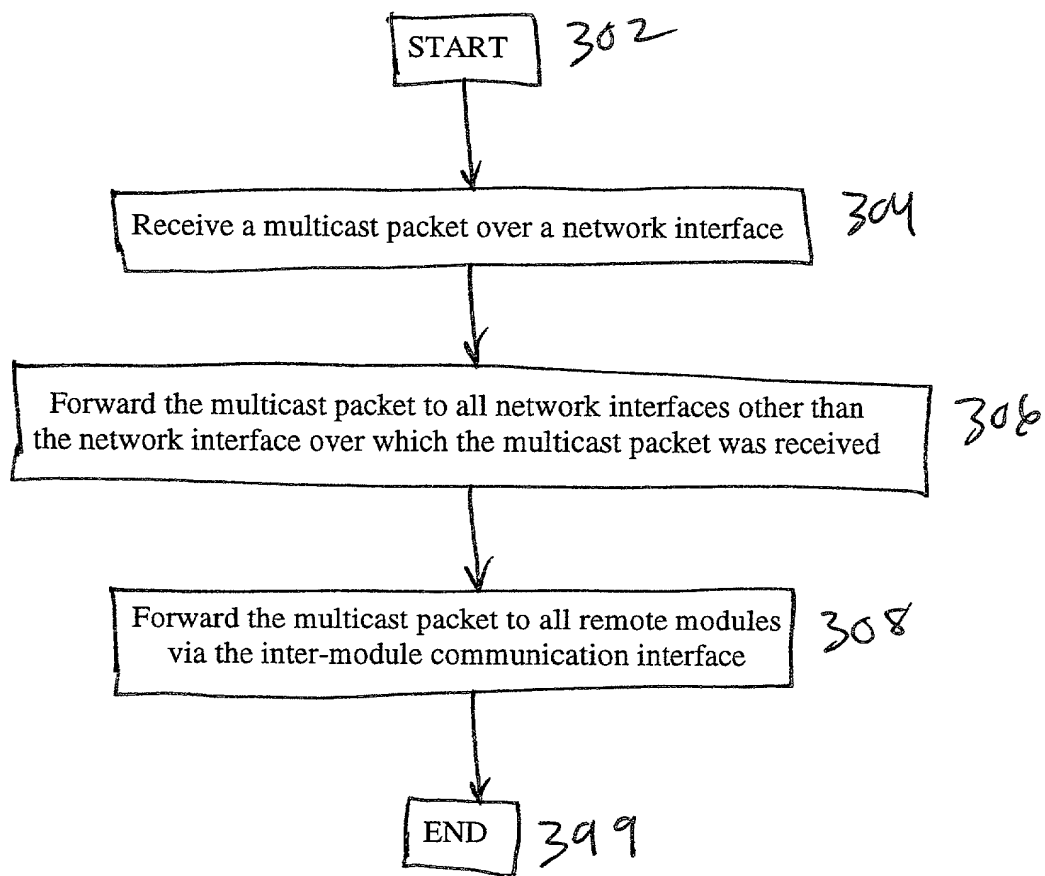 START 302
Receive a multicast packet over a network interface 304
Forward the multicast packet to all network interfaces other than
the network interface over which the multicast packet was received 306
Forward the multicast packet to all remote modules
via the inter-module communication interface 308
END 399